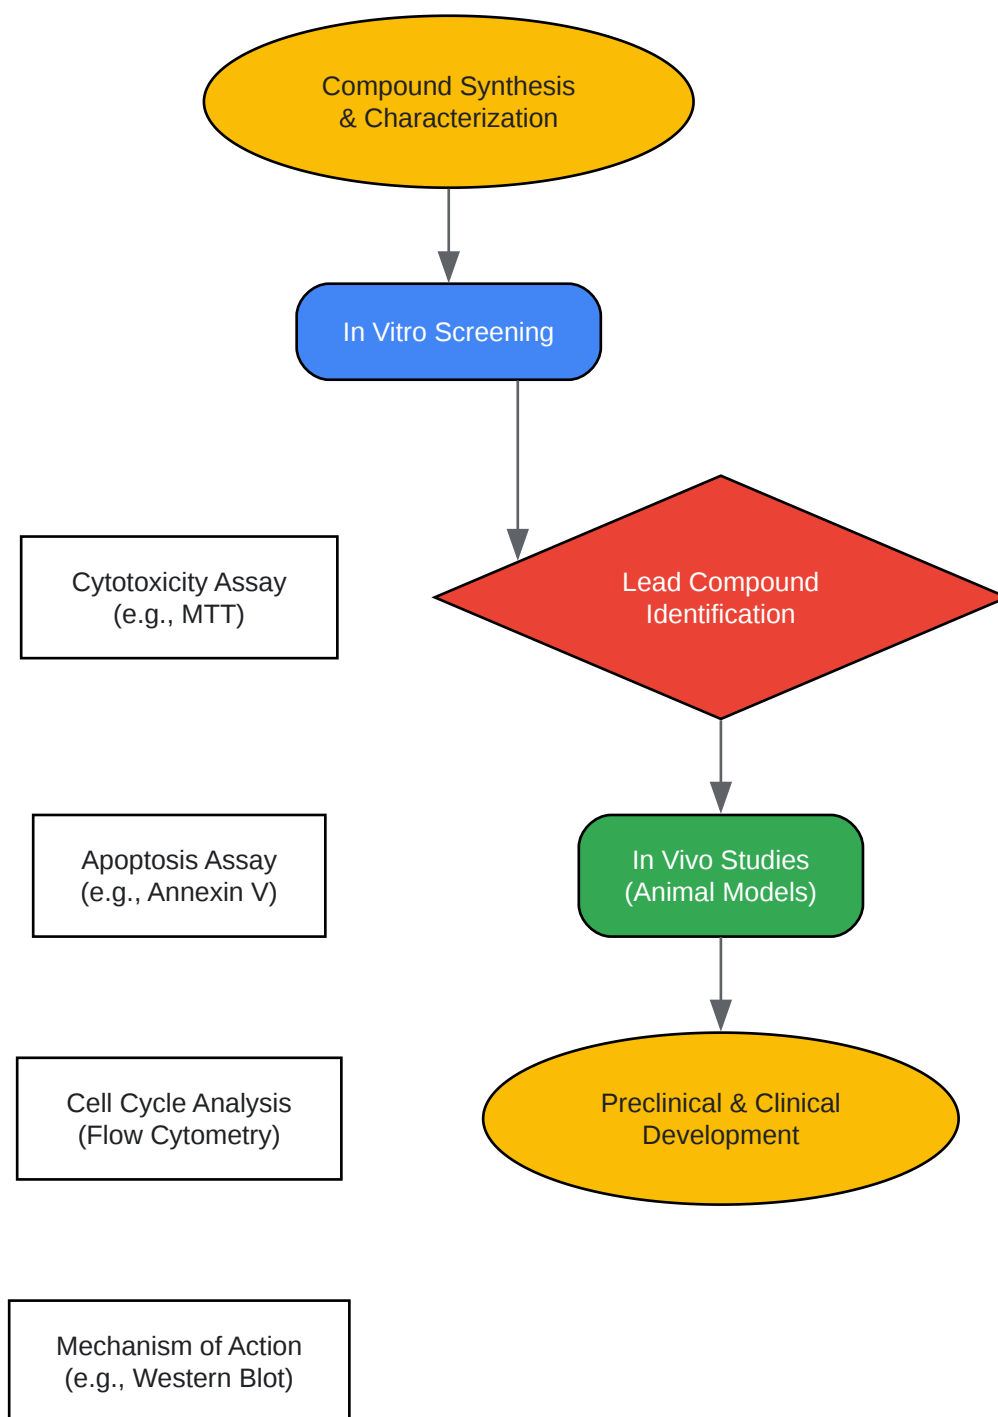 Compound Synthesis
& Characterization
In Vitro Screening
Cytotoxicity Assay
(e.g., MTT)
Lead Compound
Identification
Apoptosis Assay
(e.g., Annexin V)
In Vivo Studies
(Animal Models)
Cell Cycle Analysis
(Flow Cytometry)
Preclinical & Clinical
Development
Mechanism of Action
(e.g., Western Blot)